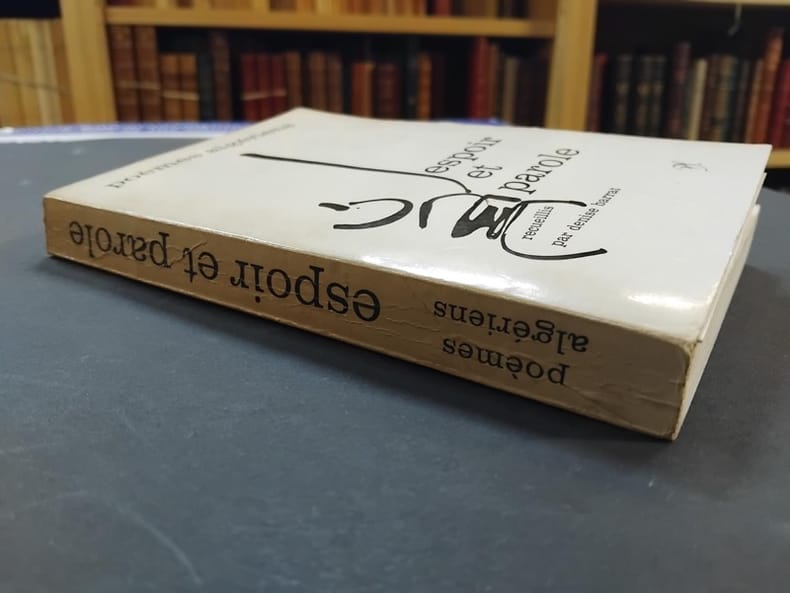 poèmes algériens
espoir
et
parole
recueillis
par denise barrat
espoir et parole
poèmes
algériens